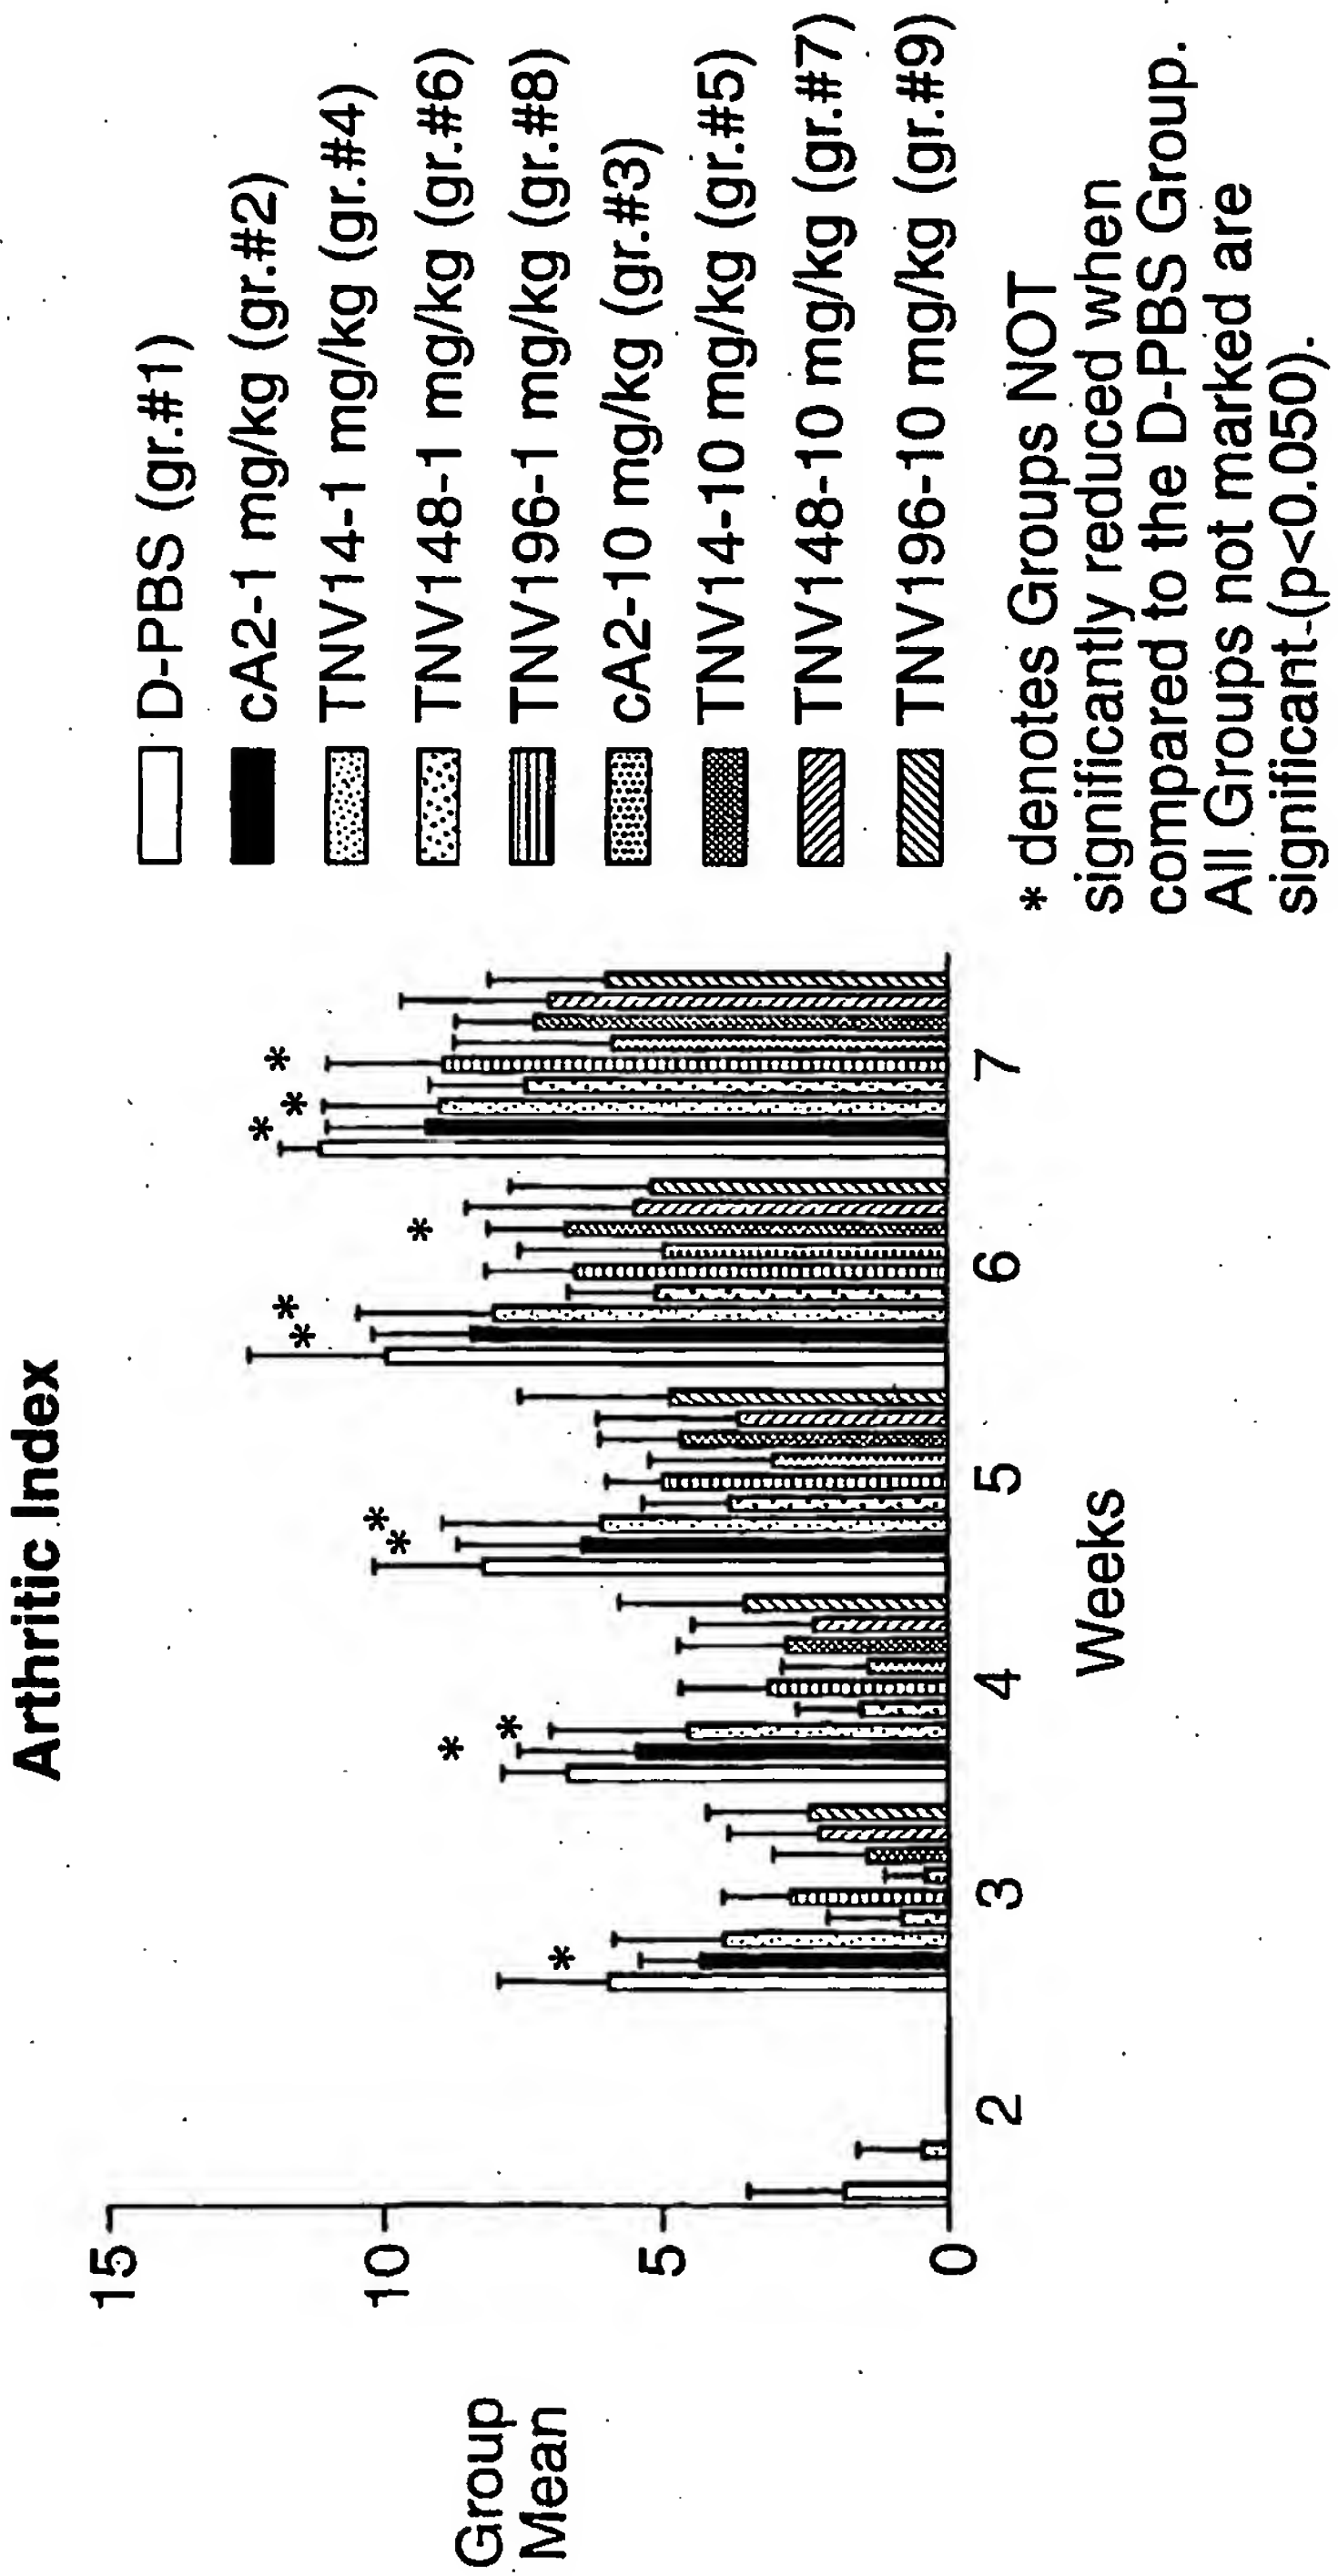 Arthritic Index
Group
Mean
15
10
5
0
2
3
4
5
6
7
Weeks
*
*
*
*
*
*
*
*
*
*
*
D-PBS (gr.#1)
cA2-1 mg/kg (gr.#2)
TNV14-1 mg/kg (gr.#4)
TNV148-1 mg/kg (gr.#6)
TNV196-1 mg/kg (gr.#8)
cA2-10 mg/kg (gr.#3)
TNV14-10 mg/kg (gr.#5)
TNV148-10 mg/kg (gr.#7)
TNV196-10 mg/kg (gr.#9)
* denotes Groups NOT
significantly reduced when
compared to the D-PBS Group.
All Groups not marked are
significant-(p<0.050).